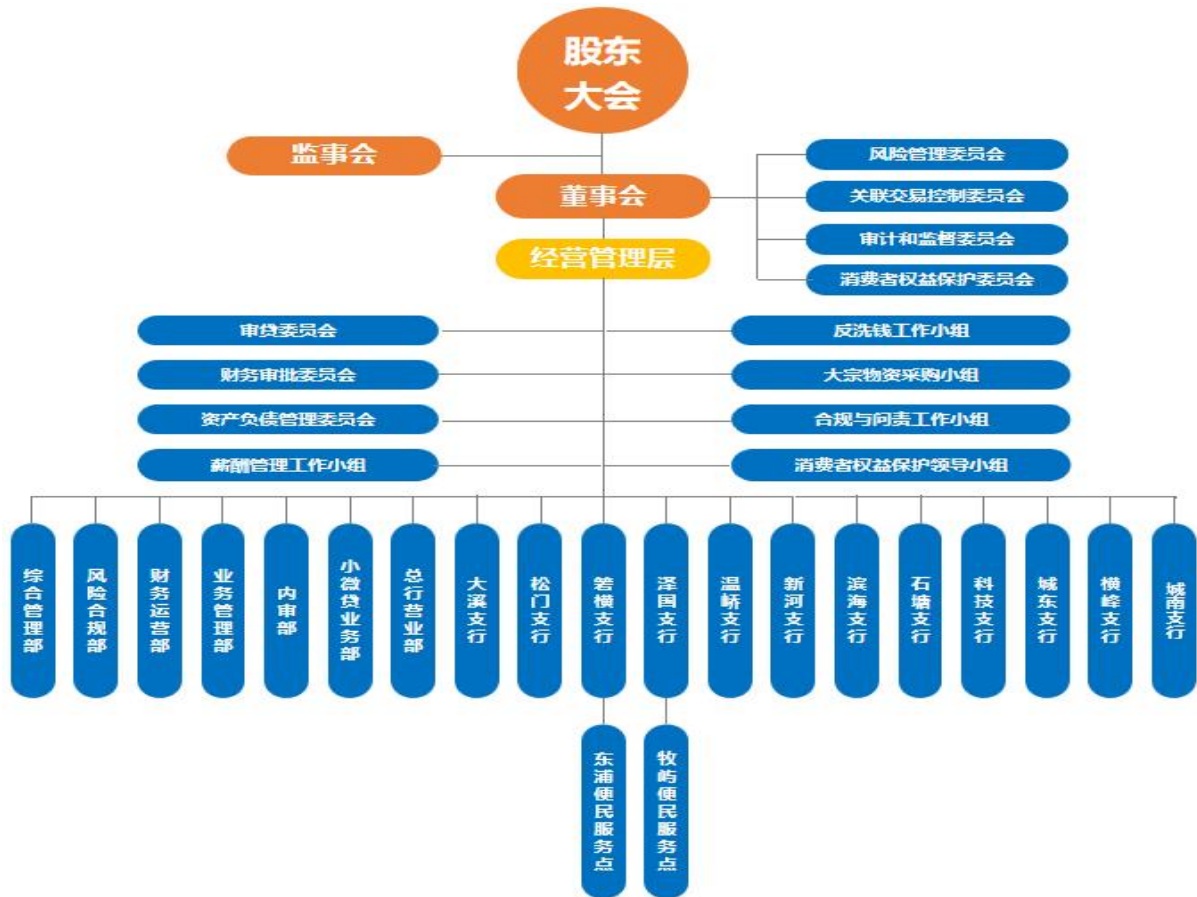 股东
大会
监事会
董事会
风险管理委员会
关联交易控制委员会
审计和监督委员会
消费者权益保护委员会
经营管理层
审贷委员会
反洗钱工作小组
财务审批委员会
大宗物资采购小组
资产负债管理委员会
合规与问责工作小组
薪酬管理工作小组
消费者权益保护领导小组
综合管理部
风险合规部
财务运营部
业务管理部
内审部
小微贷业务部
总行营业部
大溪支行
松门支行
箬横支行
泽国支行
温峤支行
新河支行
滨海支行
石塘支行
科技支行
城东支行
横峰支行
城南支行
东浦便民服务点
牧屿便民服务点